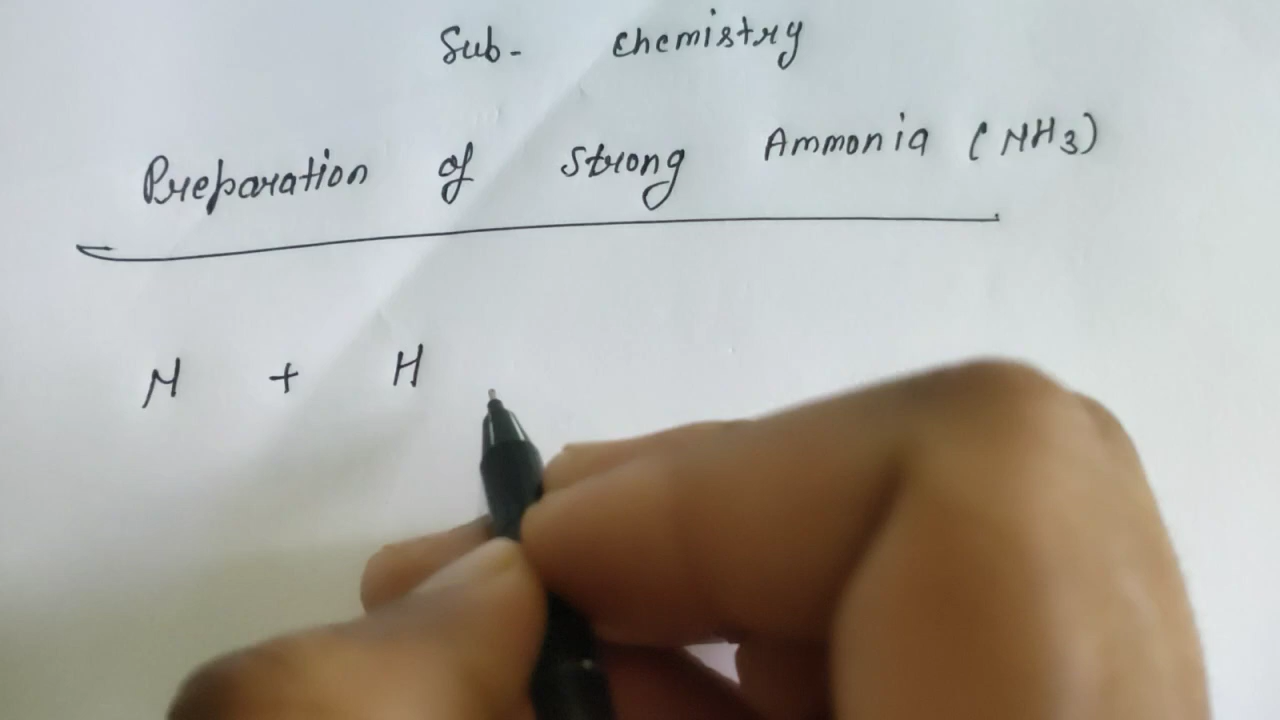 Sub- chemistry
Preparation of Strong Ammonia (NH3)
N + H